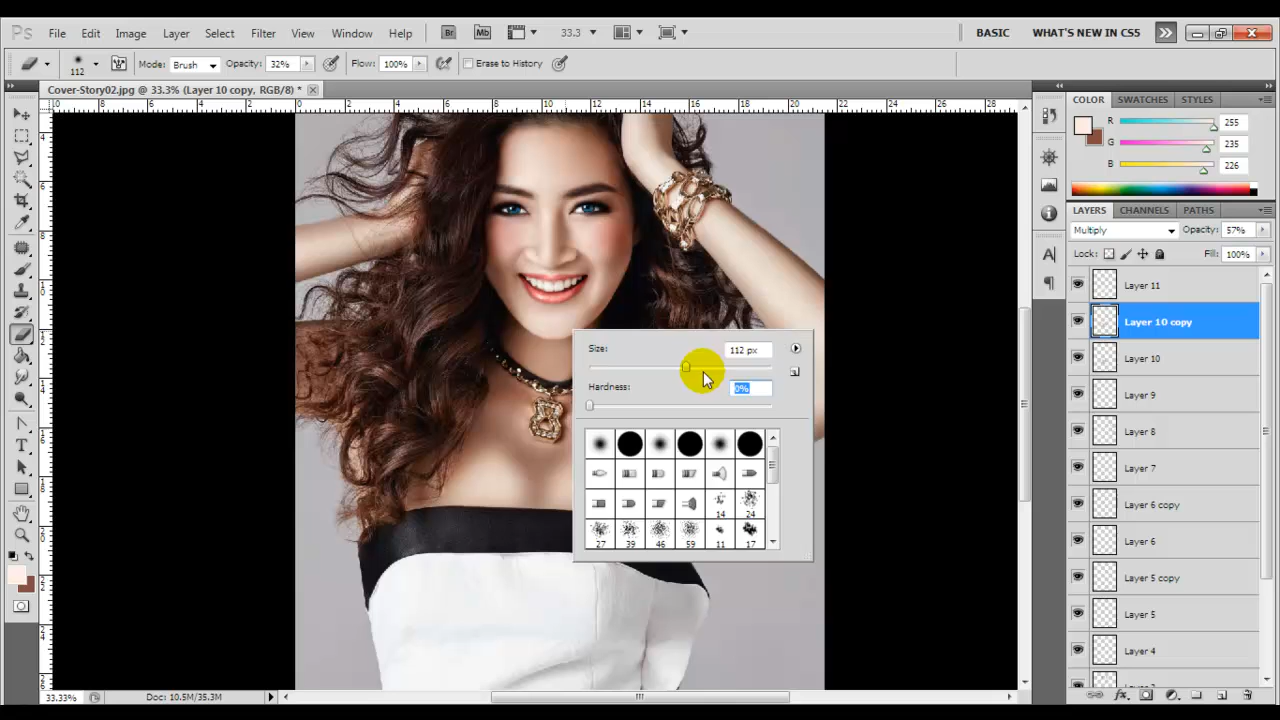 Ps File Edit Image Layer Select Filter View Window Help Br Mb 33.3 BASIC WHAT'S NEW IN CS5
112 Mode: Brush Opacity: 32% Flow: 100% Erase to History
Cover-Story02.jpg @ 33.3% (Layer 10 copy, RGB/8) *
COLOR SWATCHES STYLES
R 255
G 235
B 226
LAYERS CHANNELS PATHS
Multiply Opacity: 57%
Lock: Fill: 100%
Layer 11
Layer 10 copy
Layer 10
Layer 9
Layer 8
Layer 7
Layer 6 copy
Layer 6
Layer 5 copy
Layer 5
Layer 4
Size: 112 px
Hardness: 0%
14 24
27 39 46 59 11 17
33.33% Doc: 10.5M/35.3M